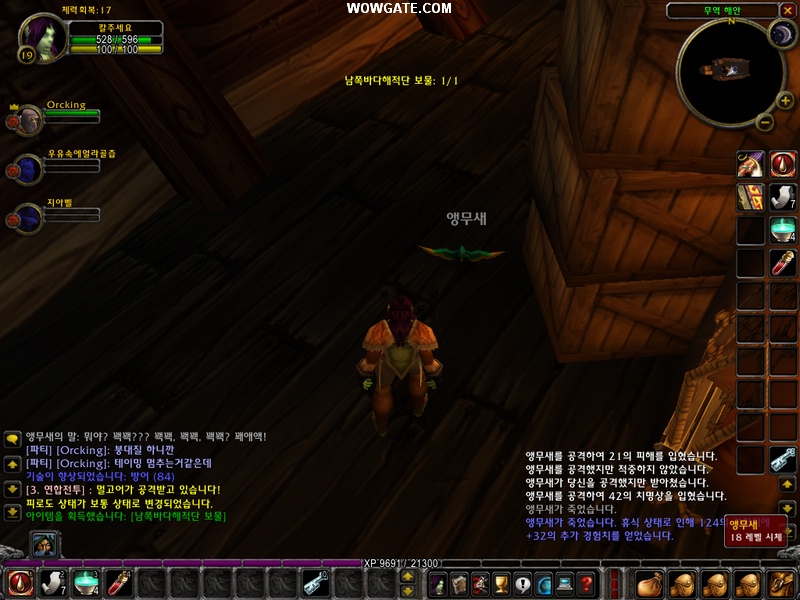 WOWGATE.COM
체력회복:17
칼주세요
528 / 596
100 / 100
19
Orcking
우유속에얼라골즙
지아벨
무역 해안
N
남쪽바다해적단 보물: 1/1
앵무새
앵무새의 말: 뭐야? 꽥꽥??? 꽥꽥, 꽥꽥, 꽥꽥? 꽤애액!
[파티] [Orcking]: 붕대질 하니깐
[파티] [Orcking]: 테이밍 멈추는거같은데
기술이 향상되었습니다: 방어 (84)
[3. 연합전투] : 멀고어가 공격받고 있습니다!
피로도 상태가 보통 상태로 변경되었습니다.
아이템을 획득했습니다: [남쪽바다해적단 보물]
앵무새를 공격하여 21의 피해를 입혔습니다.
앵무새를 공격했지만 적중하지 않았습니다.
앵무새가 당신을 공격했지만 받아쳤습니다.
앵무새를 공격하여 42의 치명상을 입혔습니다.
앵무새가 죽었습니다.
앵무새가 죽었습니다. 휴식 상태로 인해 124의
+32의 추가 경험치를 얻었습니다.
앵무새
18 레벨 시체
XP 9691 / 21300